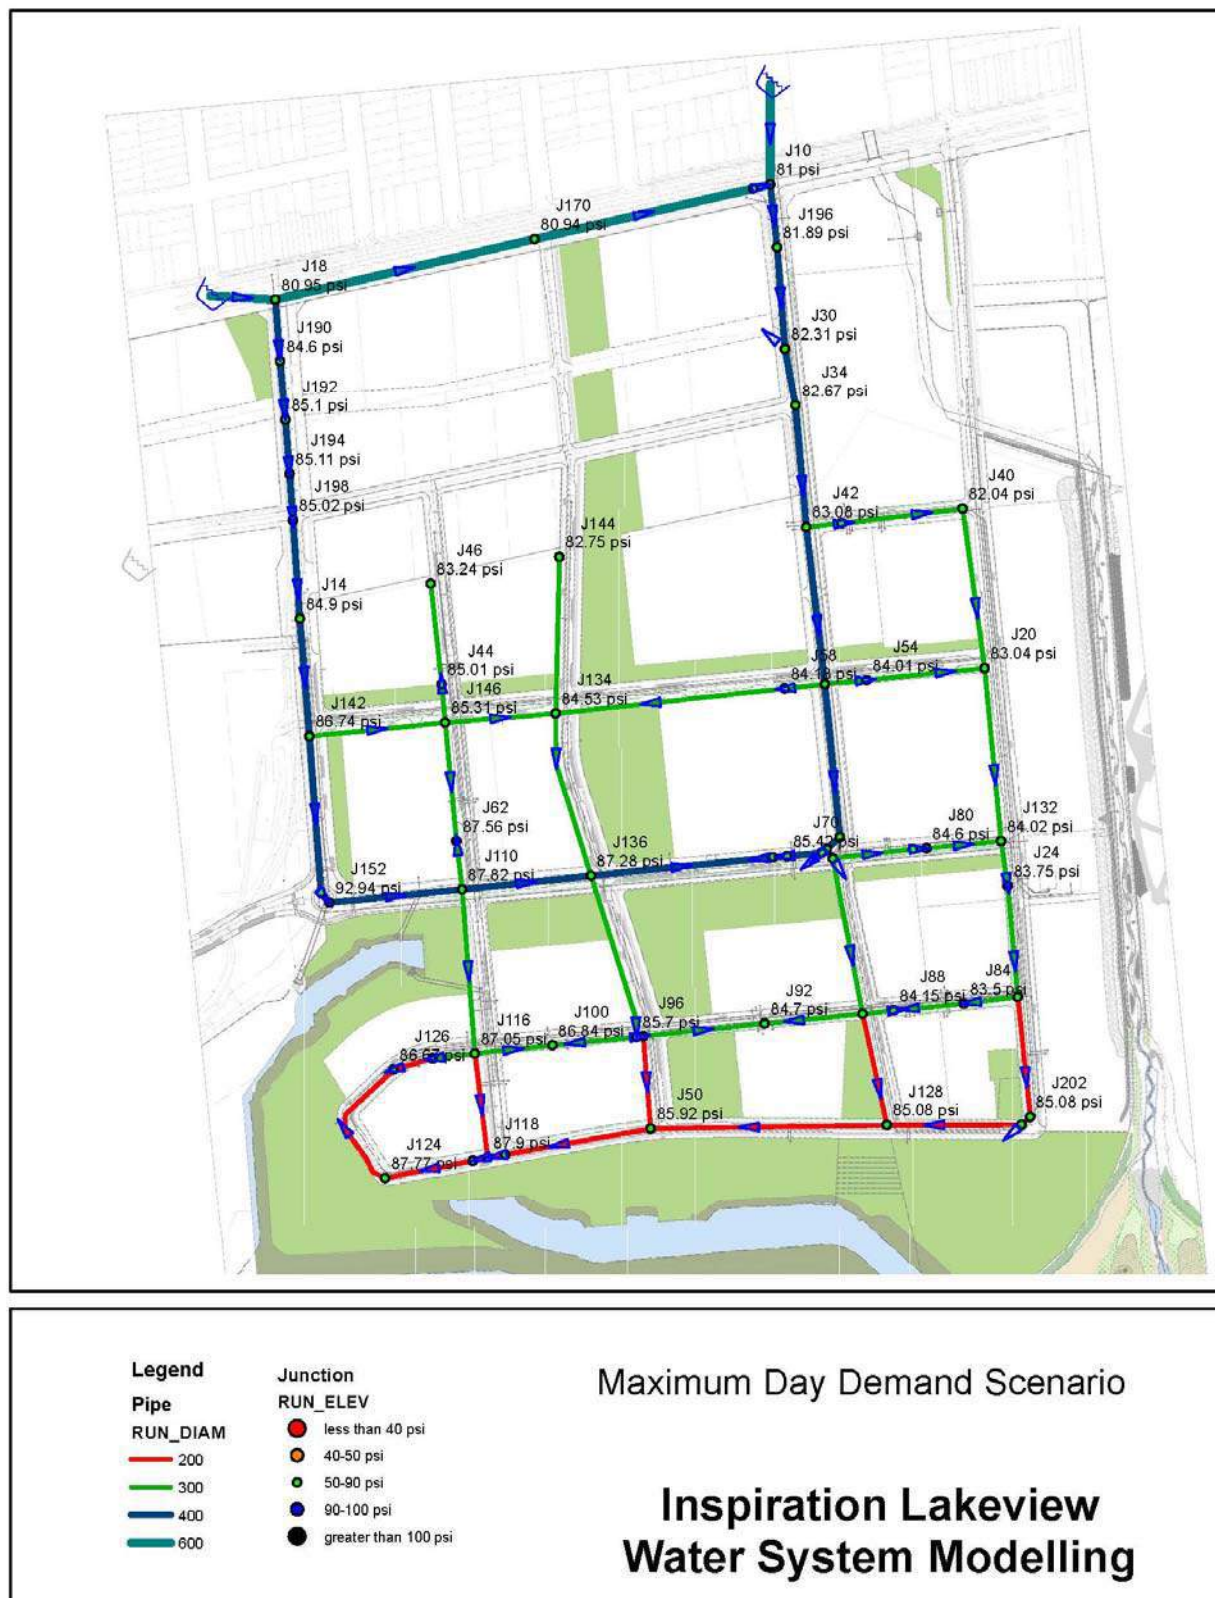 J10
81 psi
J170
80.94 psi
J196
81.89 psi
J18
80.95 psi
J190
84.6 psi
J30
82.31 psi
J192
85.1 psi
J34
82.67 psi
J194
85.11 psi
J198
85.02 psi
J40
82.04 psi
J42
83.08 psi
J144
82.75 psi
J46
83.24 psi
J14
84.9 psi
J20
83.04 psi
J44
85.01 psi
J58
J54
84.01 psi
J134
84.53 psi
J146
85.31 psi
J142
86.74 psi
J62
87.56 psi
J70
J80
84.6 psi
J132
84.02 psi
J136
87.28 psi
J24
83.75 psi
J110
87.82 psi
J152
92.94 psi
J84
83.5 psi
J88
84.15 psi
J92
84.7 psi
J96
85.7 psi
J100
86.84 psi
J116
87.05 psi
J126
J202
85.08 psi
J128
85.08 psi
J50
85.92 psi
J118
87.9 psi
J124
87.77 psi
Legend
Pipe
RUN_DIAM
200
300
400
600
Junction
RUN_ELEV
less than 40 psi
40-50 psi
50-90 psi
90-100 psi
greater than 100 psi
Maximum Day Demand Scenario
Inspiration Lakeview
Water System Modelling